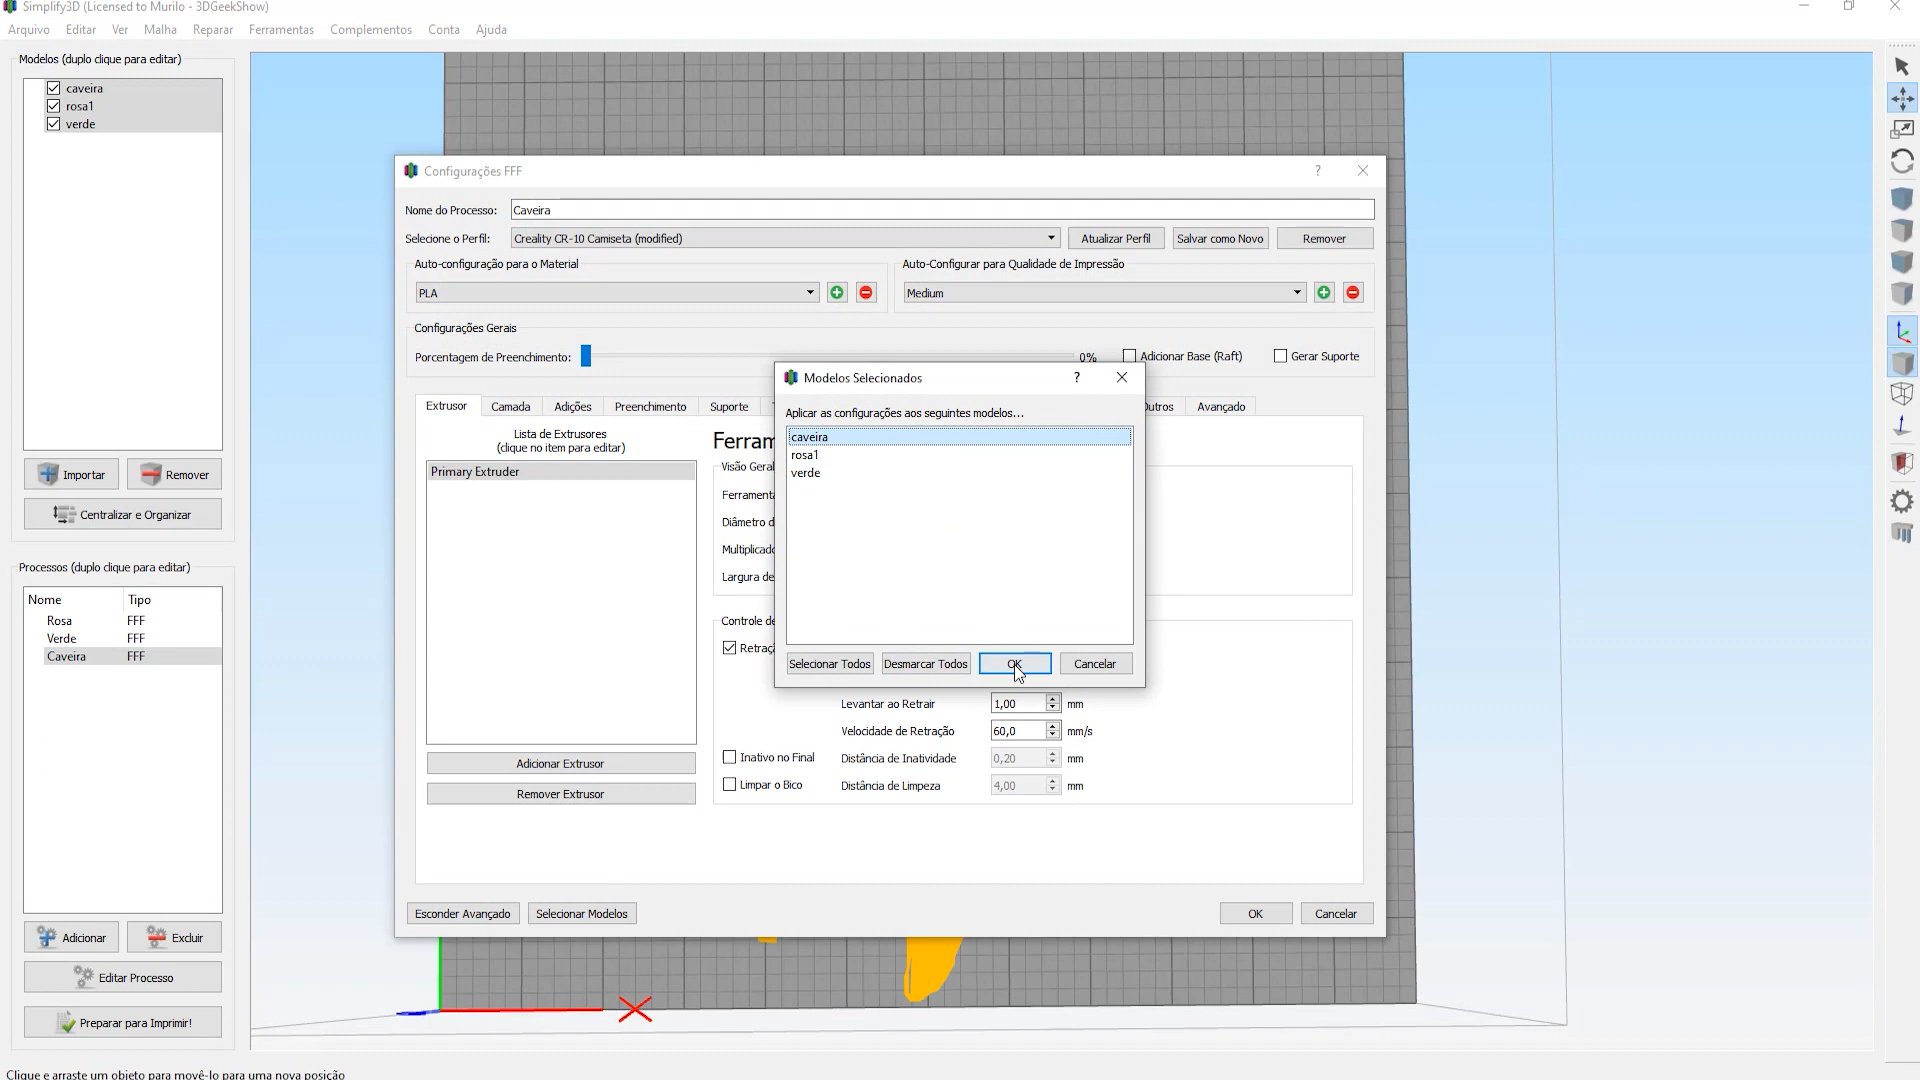 Simplify3D (Licensed to Murilo - 3DGeekShow)
Arquivo Editar Ver Malha Reparar Ferramentas Complementos Conta Ajuda
Modelos (duplo clique para editar)
caveira
rosa1
verde
Importar Remover
Centralizar e Organizar
Processos (duplo clique para editar)
Nome Tipo
Rosa FFF
Verde FFF
Caveira FFF
Adicionar Excluir
Editar Processo
Preparar para Imprimir!
Configurações FFF
Nome do Processo: Caveira
Selecione o Perfil: Creality CR-10 Camiseta (modified) Atualizar Perfil Salvar como Novo Remover
Auto-configuração para o Material
PLA
Auto-Configurar para Qualidade de Impressão
Medium
Configurações Gerais
Porcentagem de Preenchimento: 0% Adicionar Base (Raft) Gerar Suporte
Extrusor Camada Adições Preenchimento Suporte Outros Avançado
Lista de Extrusores
(clique no item para editar)
Primary Extruder
Adicionar Extrusor
Remover Extrusor
Ferram
Visão Geral
Ferramenta
Diâmetro d
Multiplicado
Largura de
Controle de
Retraç
Levantar ao Retrair 1,00 mm
Velocidade de Retração 60,0 mm/s
Inativo no Final Distância de Inatividade 0,20 mm
Limpar o Bico Distância de Limpeza 4,00 mm
Esconder Avançado Selecionar Modelos OK Cancelar
Modelos Selecionados
Aplicar as configurações aos seguintes modelos...
caveira
rosa1
verde
Selecionar Todos Desmarcar Todos OK Cancelar
Clique e arraste um objeto para movê-lo para uma nova posição